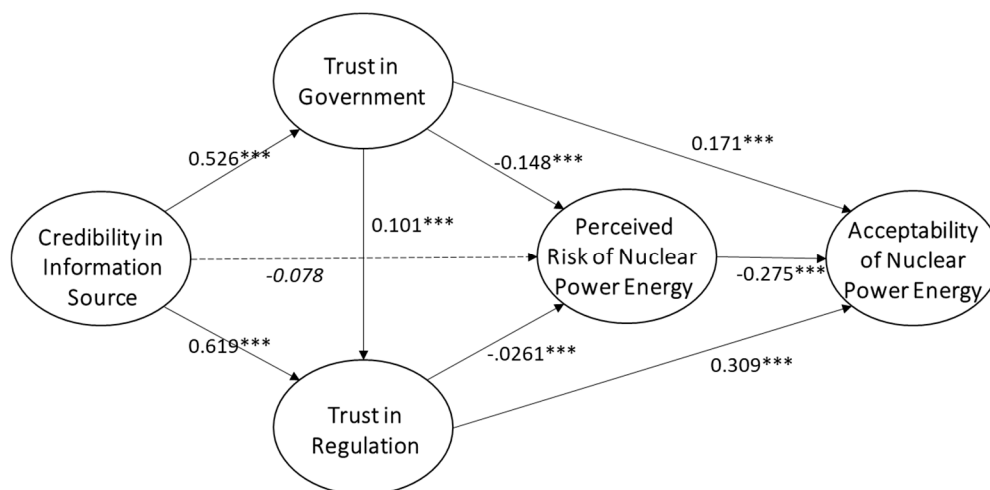 Trust in
Government
0.526***
-0.148***
0.171***
0.101***
Credibility in
Information
Source
-0.078
Perceived
Risk of Nuclear
Power Energy
-0.275***
Acceptability
of Nuclear
Power Energy
0.619***
-.0261***
0.309***
Trust in
Regulation